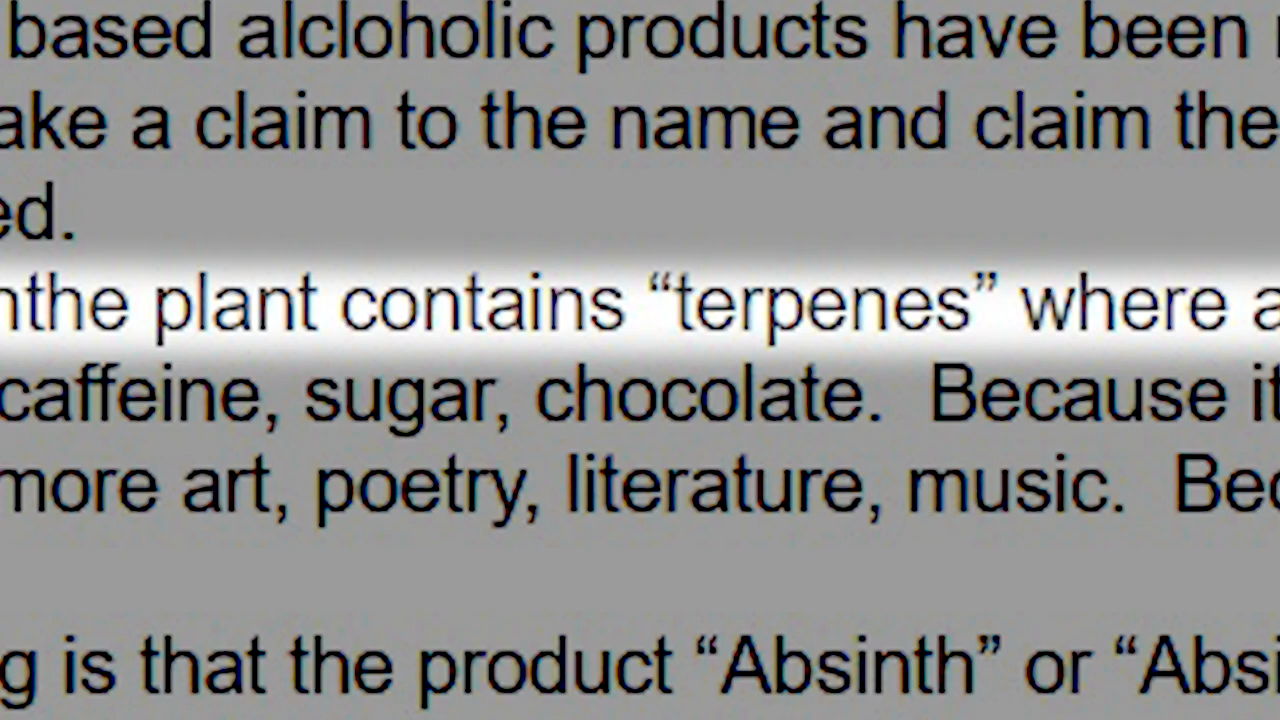 based alcloholic products have been
ake a claim to the name and claim the
ed.
nthe plant contains “terpenes” where a
caffeine, sugar, chocolate.  Because it
more art, poetry, literature, music.  Bec
g is that the product “Absinth” or “Absi